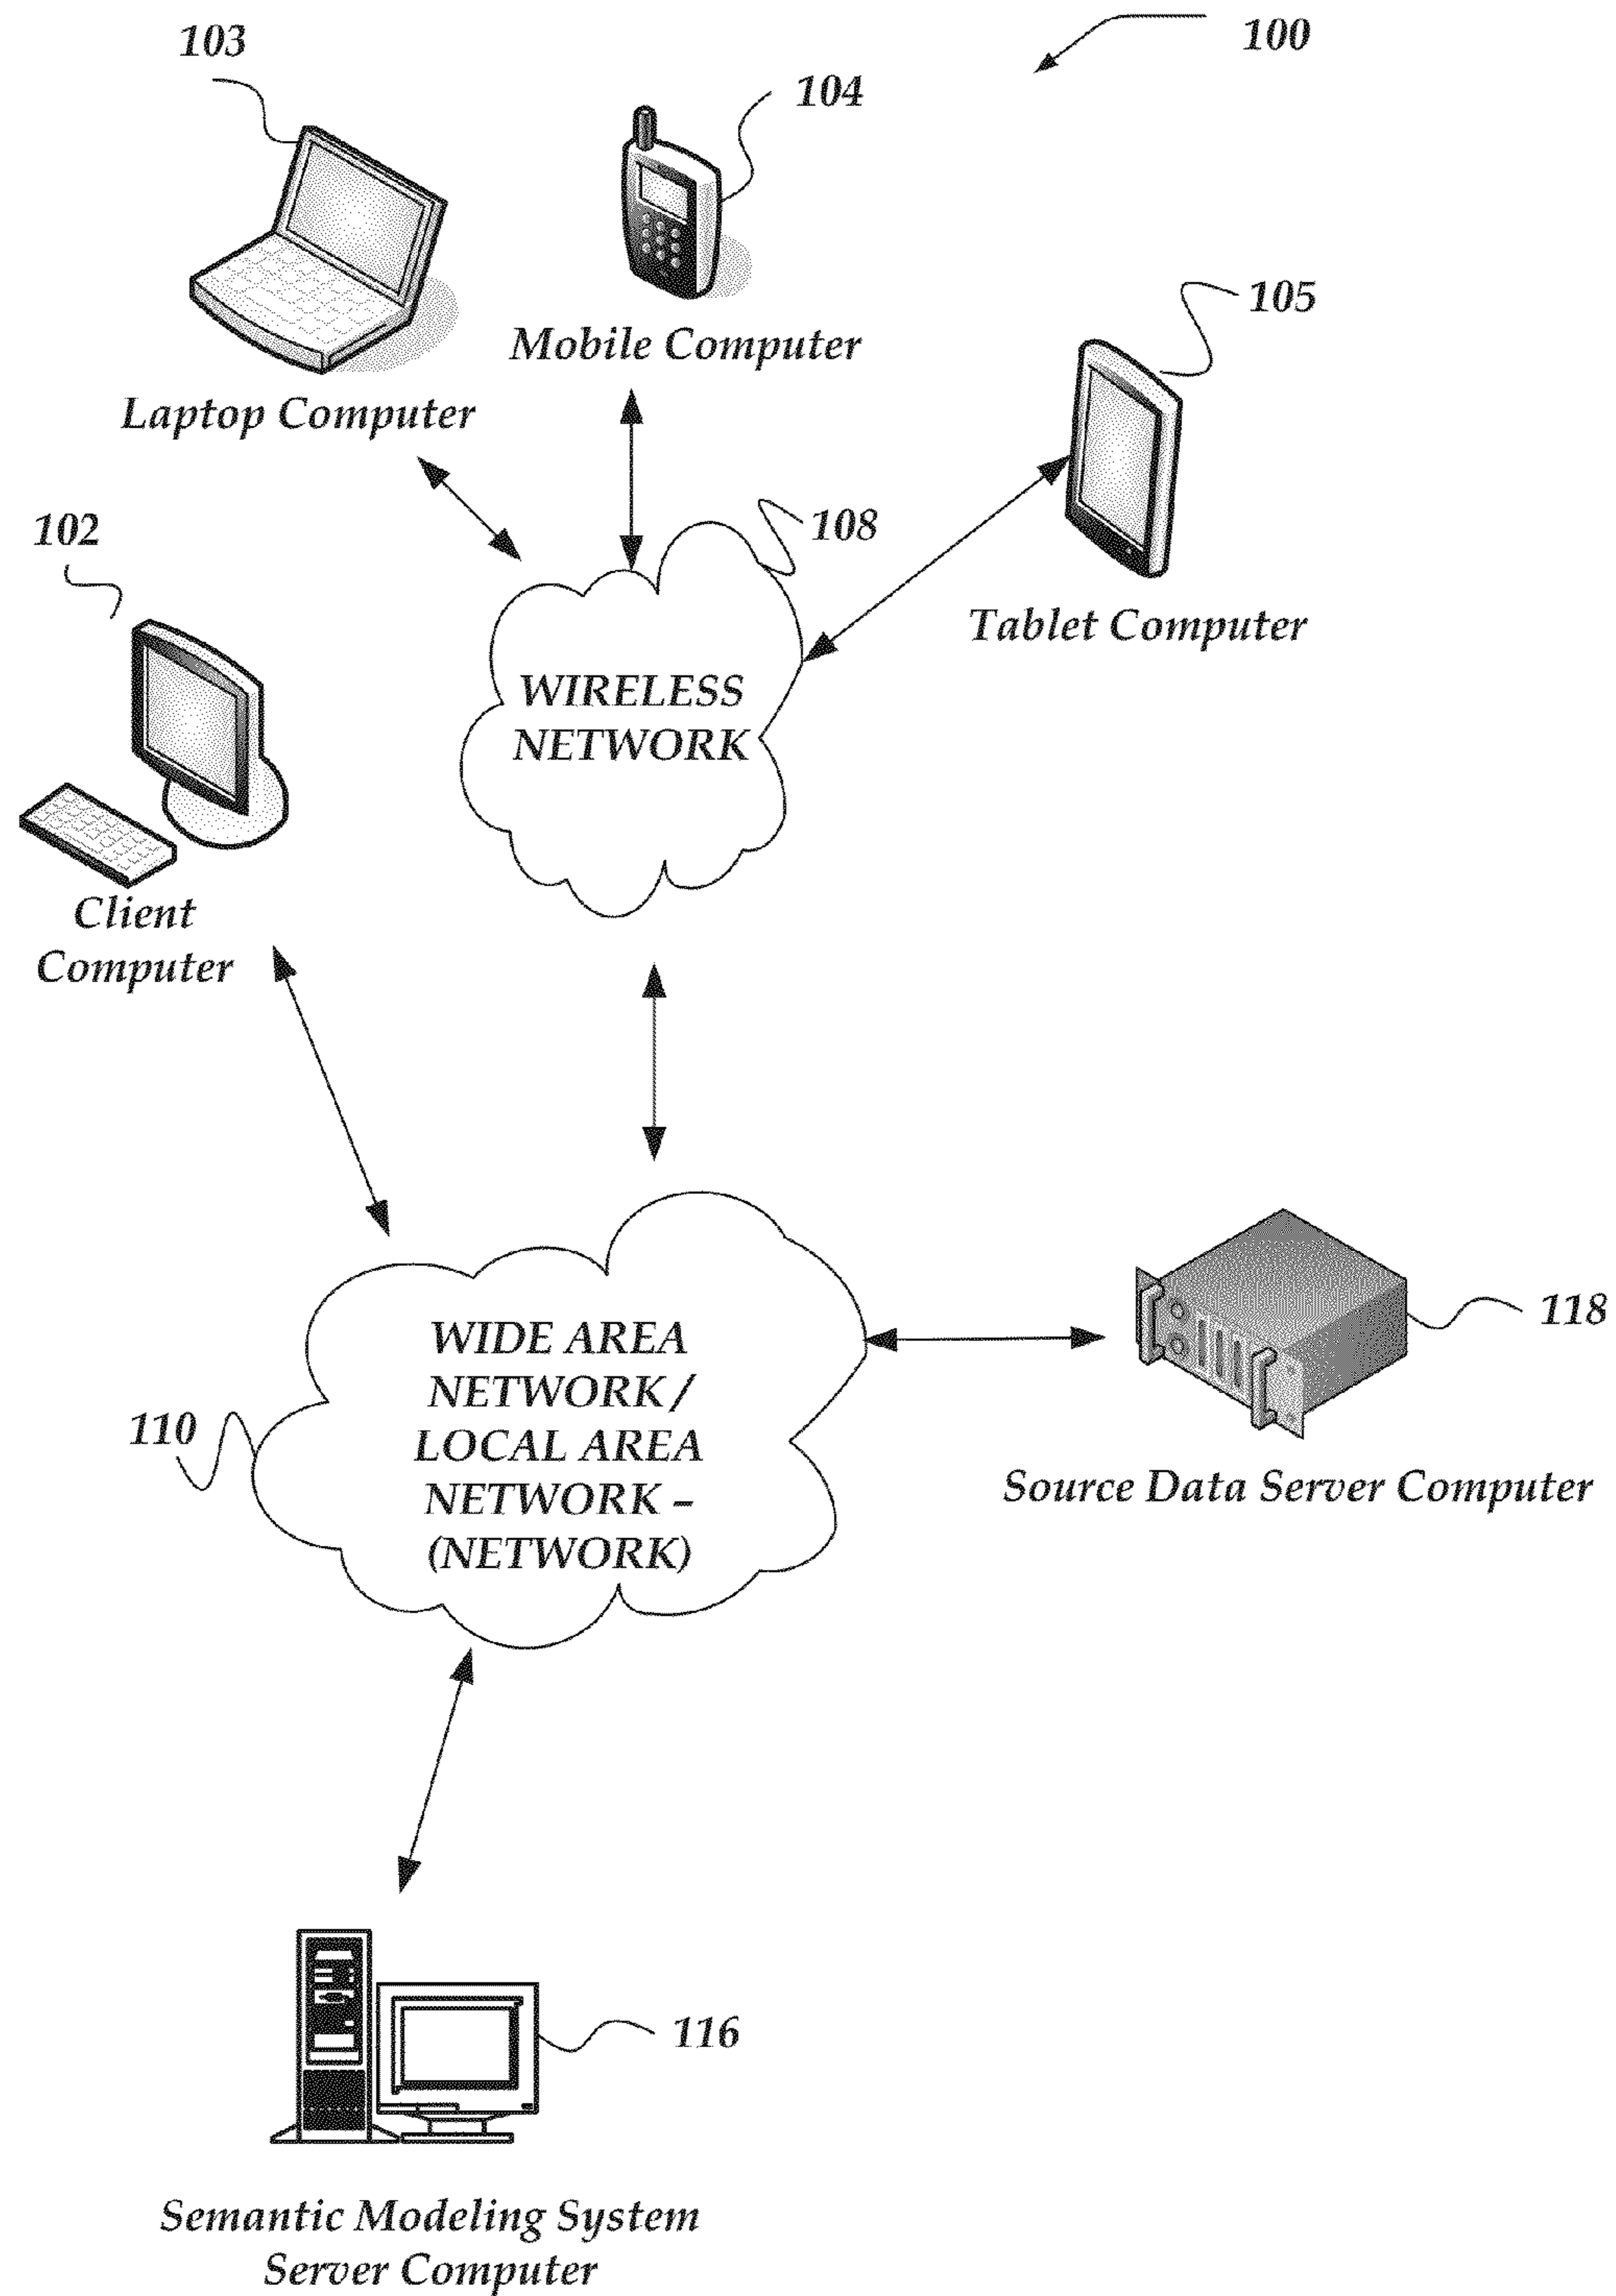 103
100
104
105
Mobile Computer
Laptop Computer
108
102
Tablet Computer
WIRELESS
NETWORK
Client
Computer
118
WIDE AREA
NETWORK /
LOCAL AREA
NETWORK –
(NETWORK)
110
Source Data Server Computer
116
Semantic Modeling System
Server Computer